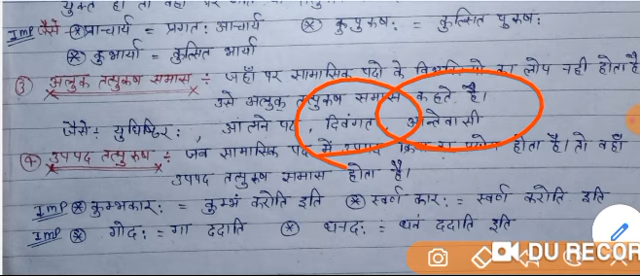 Imp जैसे - ⊛ प्राचार्य = प्रगत: आचार्य ⊛ कुपुरुष: = कुत्सित पुरुष:
⊛ कुभार्या = कुत्सित भार्या
③ अलुक तत्पुरुष समास ÷ जहाँ पर सामासिक पदों के विभक्तियों का लोप नही होता है
उसे अलुक् तत्पुरुष समास कहते है।
जैसे÷ युधिष्ठिर: , आत्मने पद , दिवंगत , अन्तेवासी
④ उपपद तत्पुरुष ÷ जब सामासिक पद में उपपद का प्रयोग होता है। तो वहाँ
उपपद तत्पुरुष समास होता है।
Imp ⊛ कुम्भकार: = कुम्भं करोति इति ⊛ स्वर्ण कार: = स्वर्ण करोति इति
Imp ⊛ गोद: = गा ददाति ⊛ धनद: = धनं ददाति इति
DU RECOR